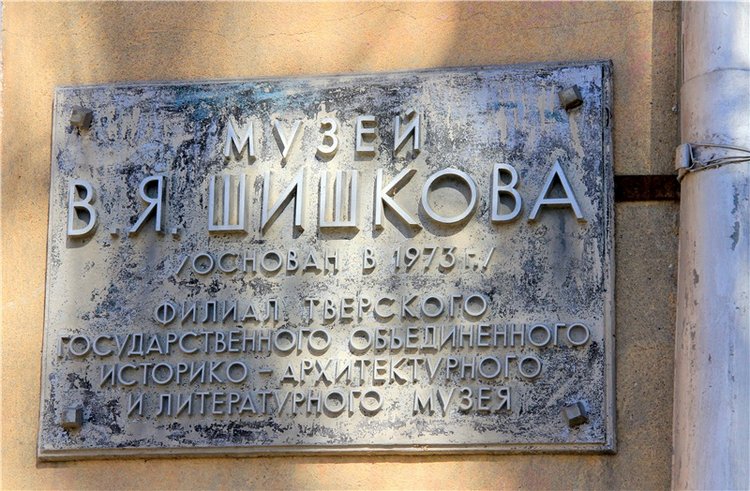 МУЗЕЙ
В.Я. ШИШКОВА
/ОСНОВАН В 1973 г./
ФИЛИАЛ ТВЕРСКОГО
ГОСУДАРСТВЕННОГО ОБЪЕДИНЕННОГО
ИСТОРИКО - АРХИТЕКТУРНОГО
И ЛИТЕРАТУРНОГО МУЗЕЯ